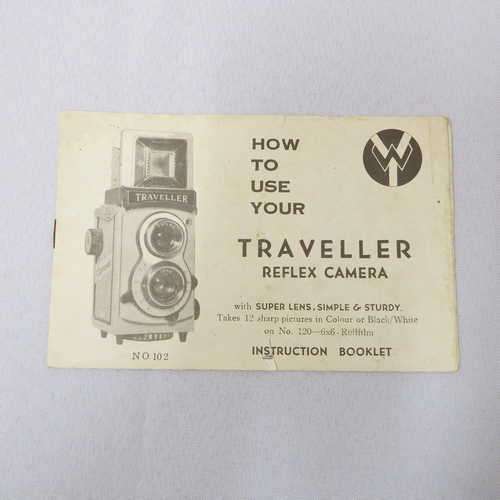 HOW
TO
USE
YOUR
TRAVELLER
REFLEX CAMERA
with SUPER LENS, SIMPLE & STURDY.
Takes 12 sharp pictures in Colour or Black/White
on No. 120—6x6-Rollfilm
INSTRUCTION BOOKLET
W
TRAVELLER
NO. 102